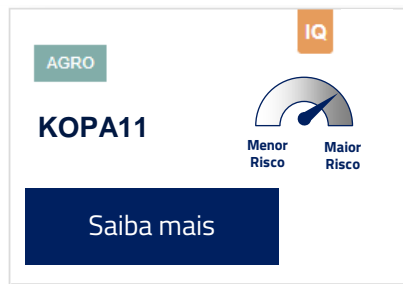 IQ
AGRO
KOPA11
Menor
Risco
Maior
Risco
Saiba mais